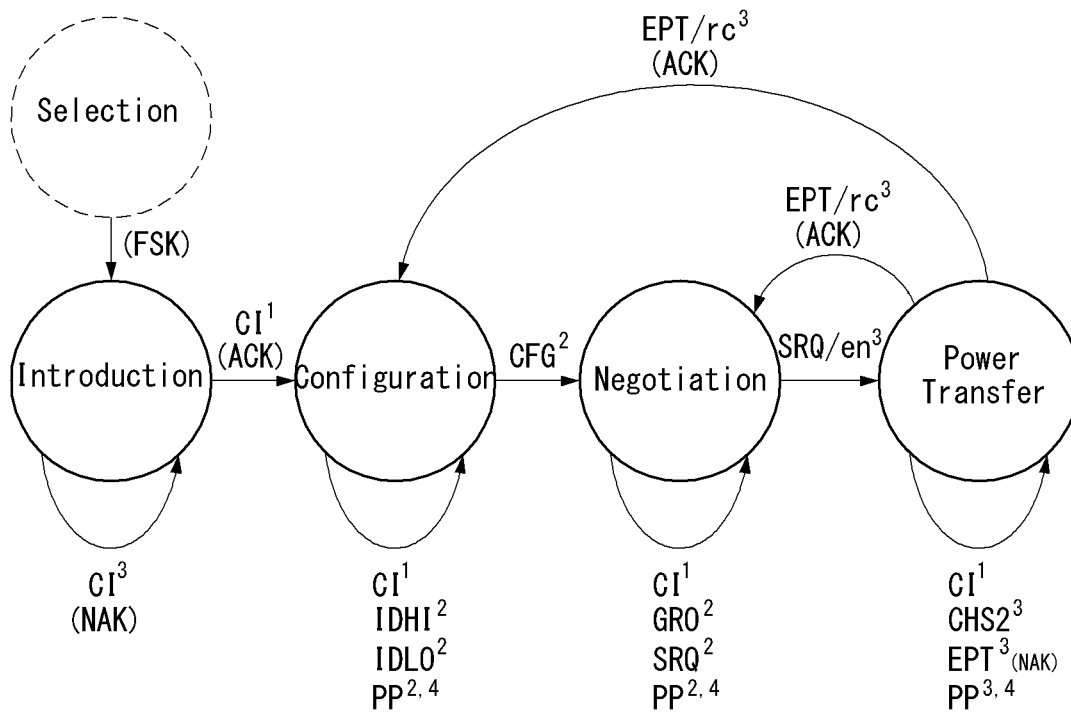 EPT/rc³
(ACK)
Selection
EPT/rc³
(ACK)
(FSK)
CI¹
(ACK)
CFG²
SRQ/en³
Introduction
Configuration
Negotiation
Power
Transfer
CI³
(NAK)
CI¹
IDHI²
IDLO²
PP²,⁴
CI¹
GRO²
SRQ²
PP²,⁴
CI¹
CHS2³
EPT³(NAK)
PP³,⁴